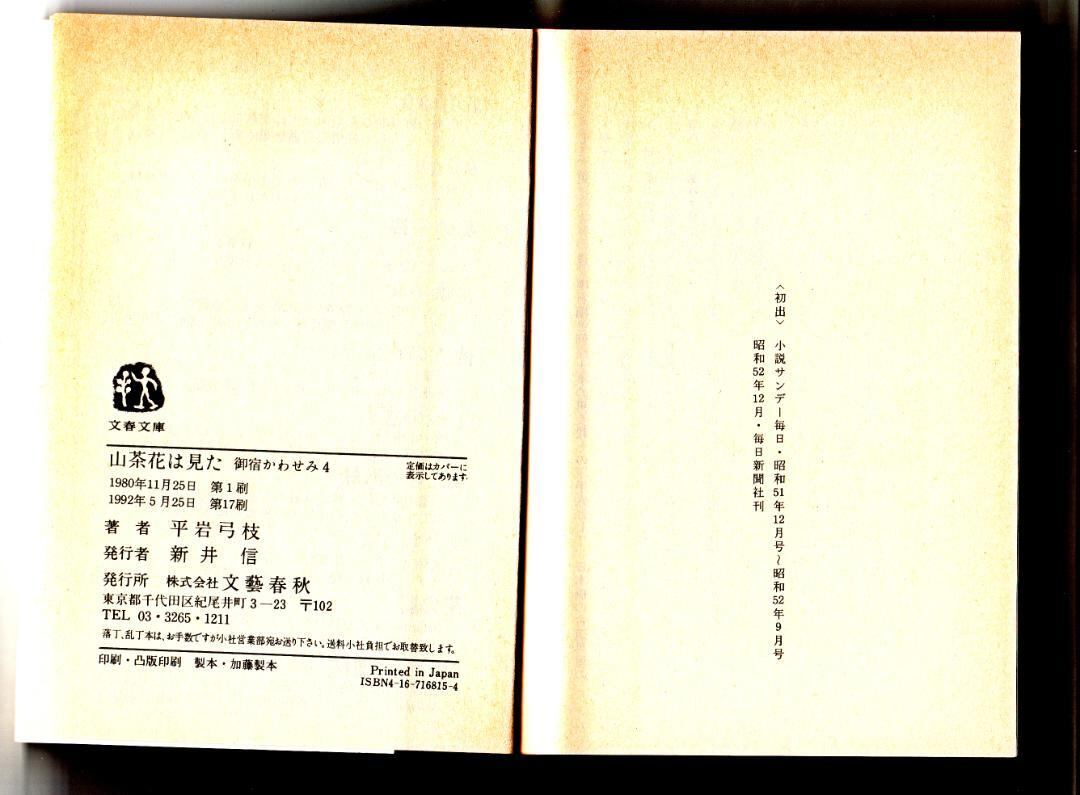 〈初出〉 小説サンデー毎日・昭和51年12月号〜昭和52年9月号
昭和52年12月・毎日新聞社刊
文春文庫
山茶花は見た 御宿かわせみ4
定価はカバーに
表示してあります
1980年11月25日 第1刷
1992年5月25日 第17刷
著 者 平岩弓枝
発行者 新井 信
発行所 株式会社 文藝春秋
東京都千代田区紀尾井町3—23 〒102
TEL 03・3265・1211
落丁、乱丁本は、お手数ですが小社営業部宛お送り下さい。送料小社負担でお取替致します。
印刷・凸版印刷 製本・加藤製本
Printed in Japan
ISBN4-16-716815-4